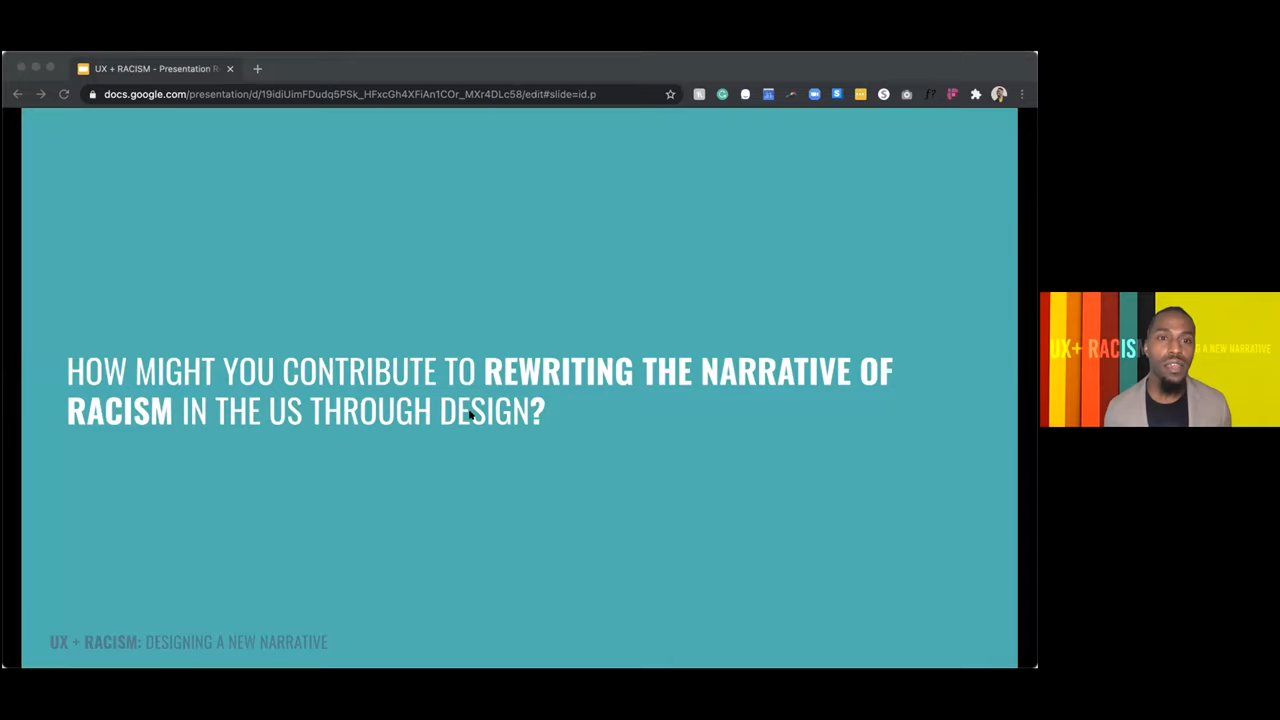 UX + RACISM - Presentation R
docs.google.com/presentation/d/19idiUimFDudq5PSk_HFxcGh4XFiAn1COr_MXr4DLc58/edit#slide=id.p
HOW MIGHT YOU CONTRIBUTE TO REWRITING THE NARRATIVE OF
RACISM IN THE US THROUGH DESIGN?
UX+ RACIS
NG A NEW NARRATIVE
UX + RACISM: DESIGNING A NEW NARRATIVE